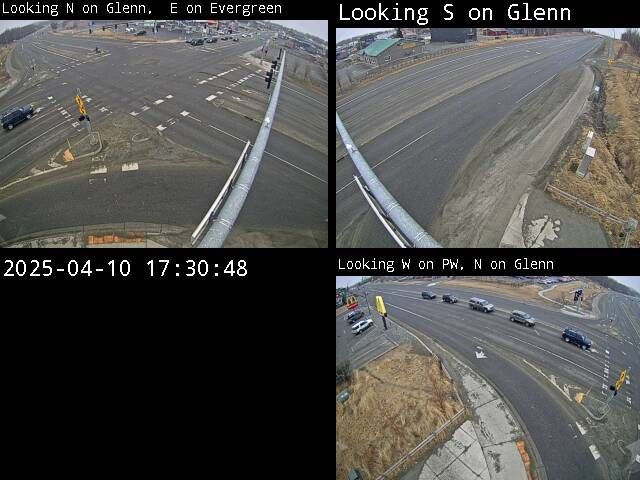 Looking N on Glenn,  E on Evergreen
Looking S on Glenn
2025-04-10 17:30:48
Looking W on PW, N on Glenn